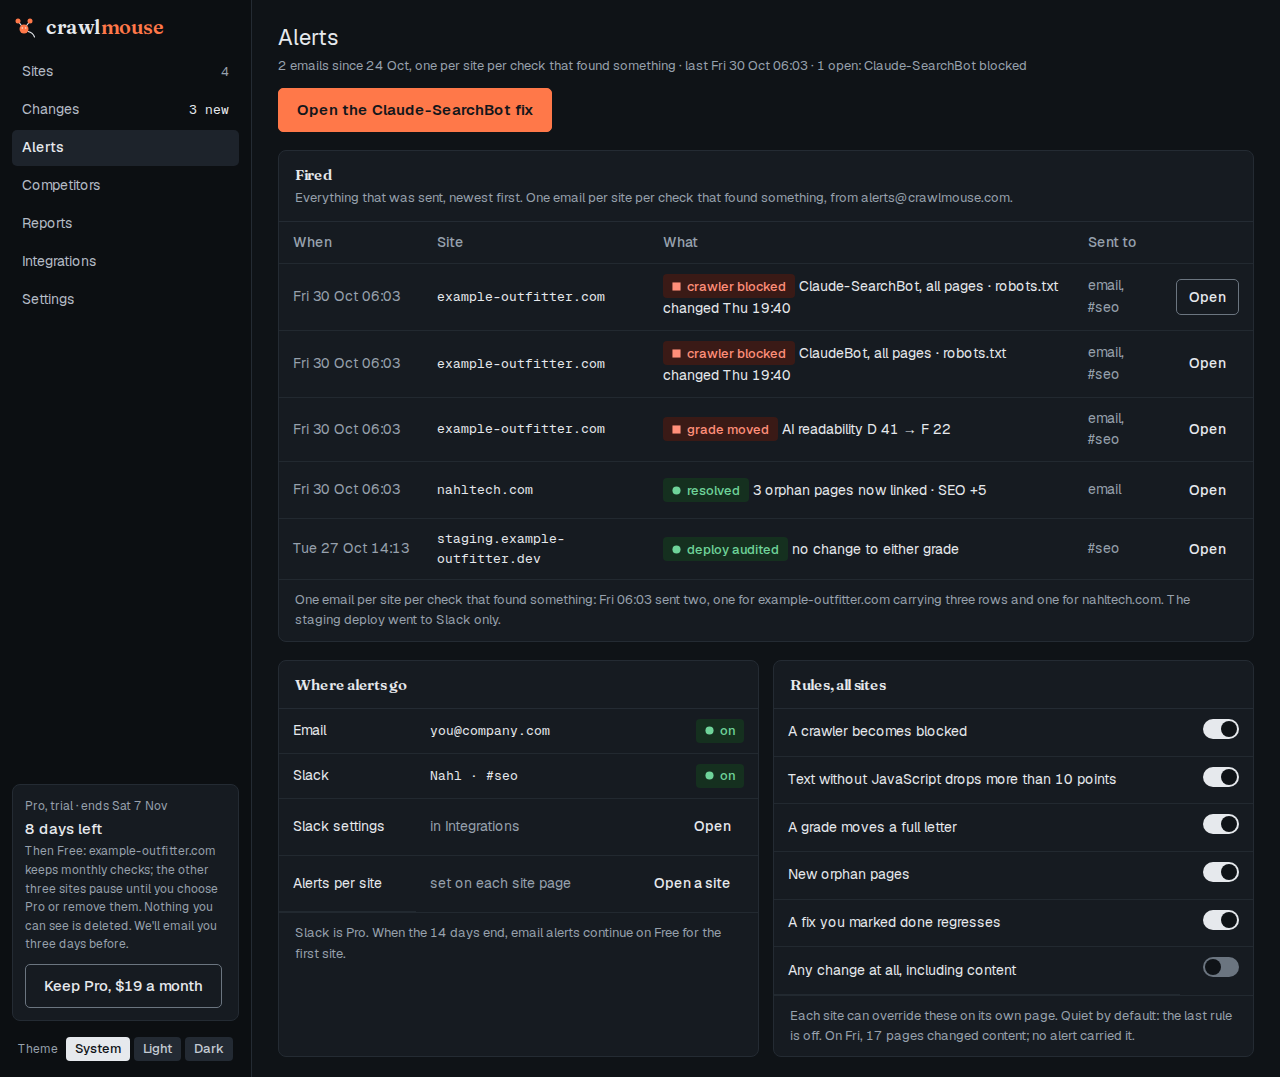 crawlmouse
Sites 4
Changes 3 new
Alerts
Competitors
Reports
Integrations
Settings
Pro, trial · ends Sat 7 Nov
8 days left
Then Free: example-outfitter.com
keeps monthly checks; the other
three sites pause until you choose
Pro or remove them. Nothing you
can see is deleted. We'll email you
three days before.
Keep Pro, $19 a month
Theme System Light Dark
Alerts
2 emails since 24 Oct, one per site per check that found something · last Fri 30 Oct 06:03 · 1 open: Claude-SearchBot blocked
Open the Claude-SearchBot fix
Fired
Everything that was sent, newest first. One email per site per check that found something, from alerts@crawlmouse.com.
When Site What Sent to
Fri 30 Oct 06:03 example-outfitter.com crawler blocked Claude-SearchBot, all pages · robots.txt
changed Thu 19:40 email,
#seo Open
Fri 30 Oct 06:03 example-outfitter.com crawler blocked ClaudeBot, all pages · robots.txt
changed Thu 19:40 email,
#seo Open
Fri 30 Oct 06:03 example-outfitter.com grade moved AI readability D 41 → F 22 email,
#seo Open
Fri 30 Oct 06:03 nahltech.com resolved 3 orphan pages now linked · SEO +5 email Open
Tue 27 Oct 14:13 staging.example-
outfitter.dev deploy audited no change to either grade #seo Open
One email per site per check that found something: Fri 06:03 sent two, one for example-outfitter.com carrying three rows and one for nahltech.com. The
staging deploy went to Slack only.
Where alerts go
Email you@company.com on
Slack Nahl · #seo on
Slack settings in Integrations Open
Alerts per site set on each site page Open a site
Slack is Pro. When the 14 days end, email alerts continue on Free for the
first site.
Rules, all sites
A crawler becomes blocked
Text without JavaScript drops more than 10 points
A grade moves a full letter
New orphan pages
A fix you marked done regresses
Any change at all, including content
Each site can override these on its own page. Quiet by default: the last rule
is off. On Fri, 17 pages changed content; no alert carried it.